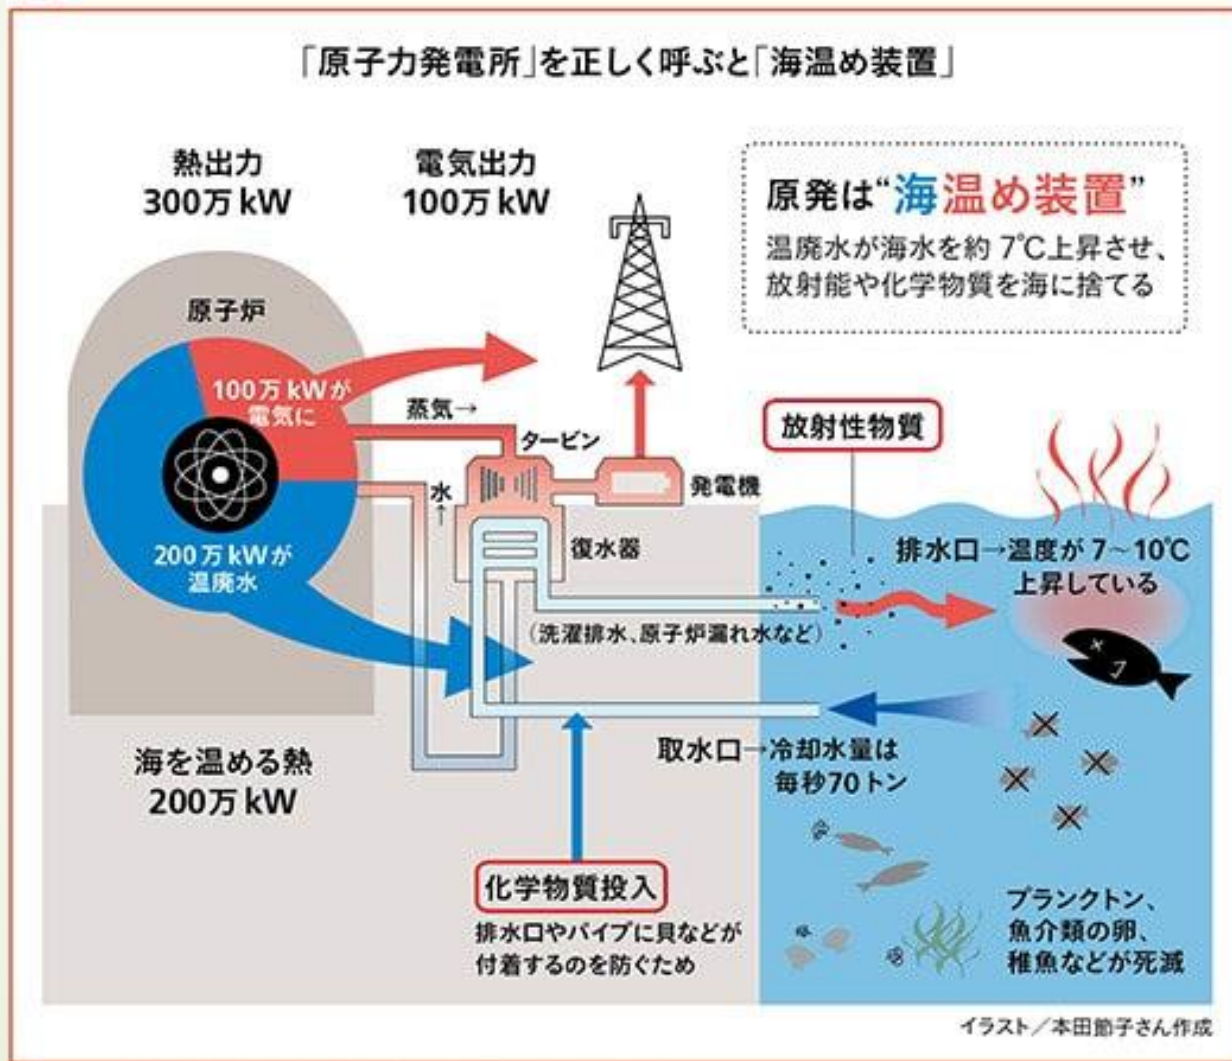 「原子力発電所」を正しく呼ぶと「海温め装置」
熱出力
300万kW
電気出力
100万kW
原発は“海温め装置”
温廃水が海水を約7℃上昇させ、
放射能や化学物質を海に捨てる
原子炉
100万kWが
電気に
200万kWが
温廃水
蒸気→
タービン
水→
発電機
復水器
放射性物質
排水口→温度が7~10℃
上昇している
(洗濯排水、原子炉漏れ水など)
取水口→冷却水量は
毎秒70トン
海を温める熱
200万kW
化学物質投入
排水口やパイプに貝などが
付着するのを防ぐため
プランクトン、
魚介類の卵、
稚魚などが死滅
イラスト/本田節子さん作成